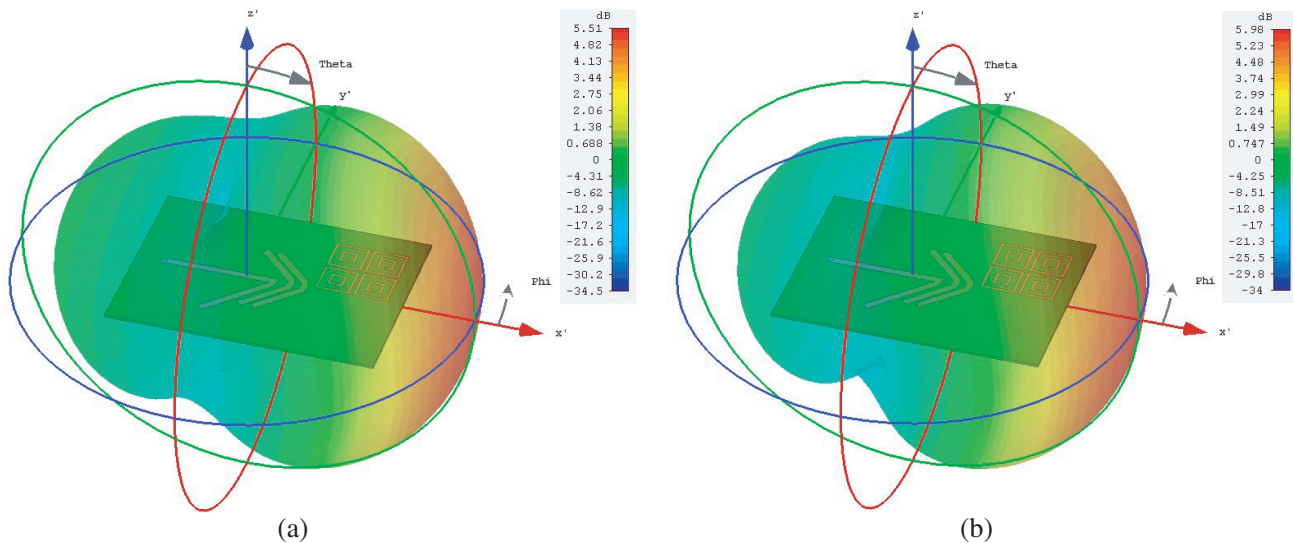 z'
Theta
y'
Phi
x'
dB
5.51
4.82
4.13
3.44
2.75
2.06
1.38
0.688
0
-4.31
-8.62
-12.9
-17.2
-21.6
-25.9
-30.2
-34.5
(a)
z'
Theta
y'
Phi
x'
dB
5.98
5.23
4.48
3.74
2.99
2.24
1.49
0.747
0
-4.25
-8.51
-12.8
-17
-21.3
-25.5
-29.8
-34
(b)